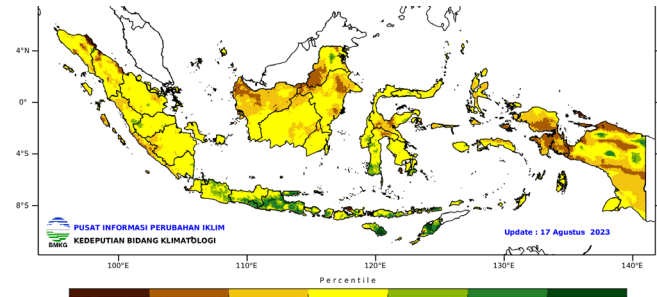 4°N
0°
4°S
8°S
PUSAT INFORMASI PERUBAHAN IKLIM
KEDEPUTIAN BIDANG KLIMATOLOGI
BMKG
Update : 17 Agustus 2023
100°E
110°E
120°E
130°E
140°E
Percentile